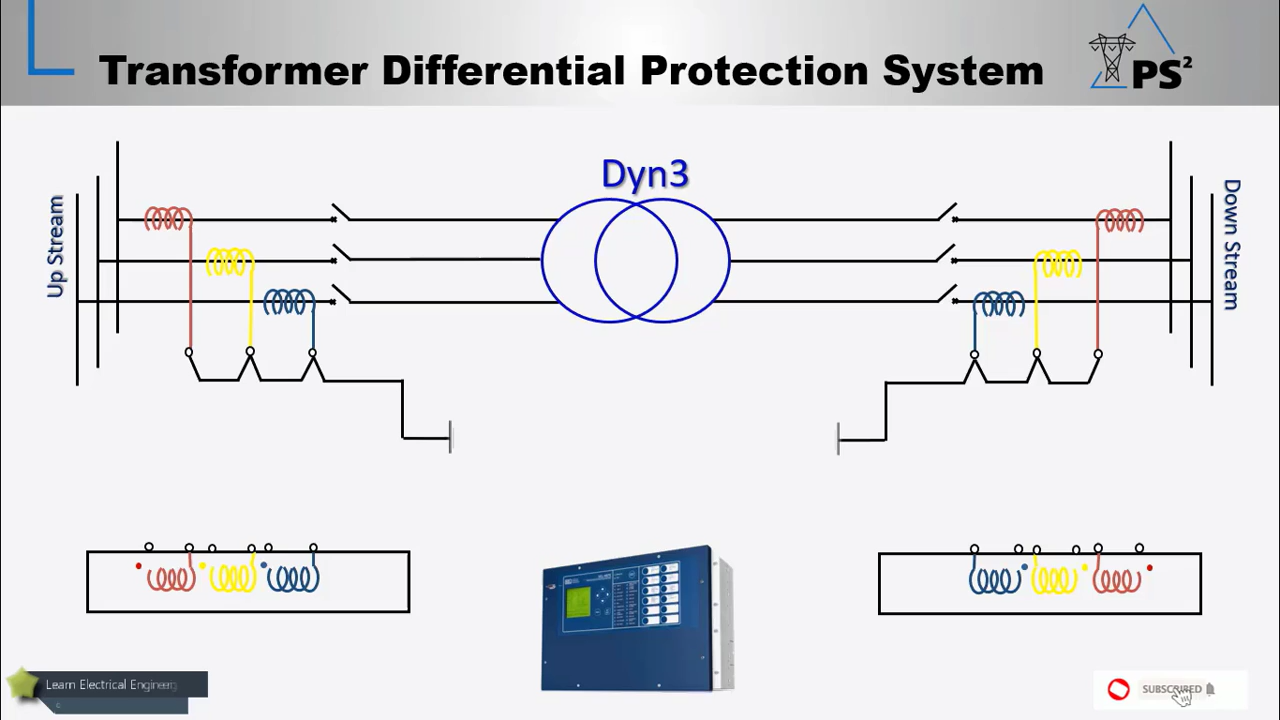 Transformer Differential Protection System
PS²
Dyn3
Up Stream
Down Stream
Learn Electrical Engineering
SUBSCRIBED